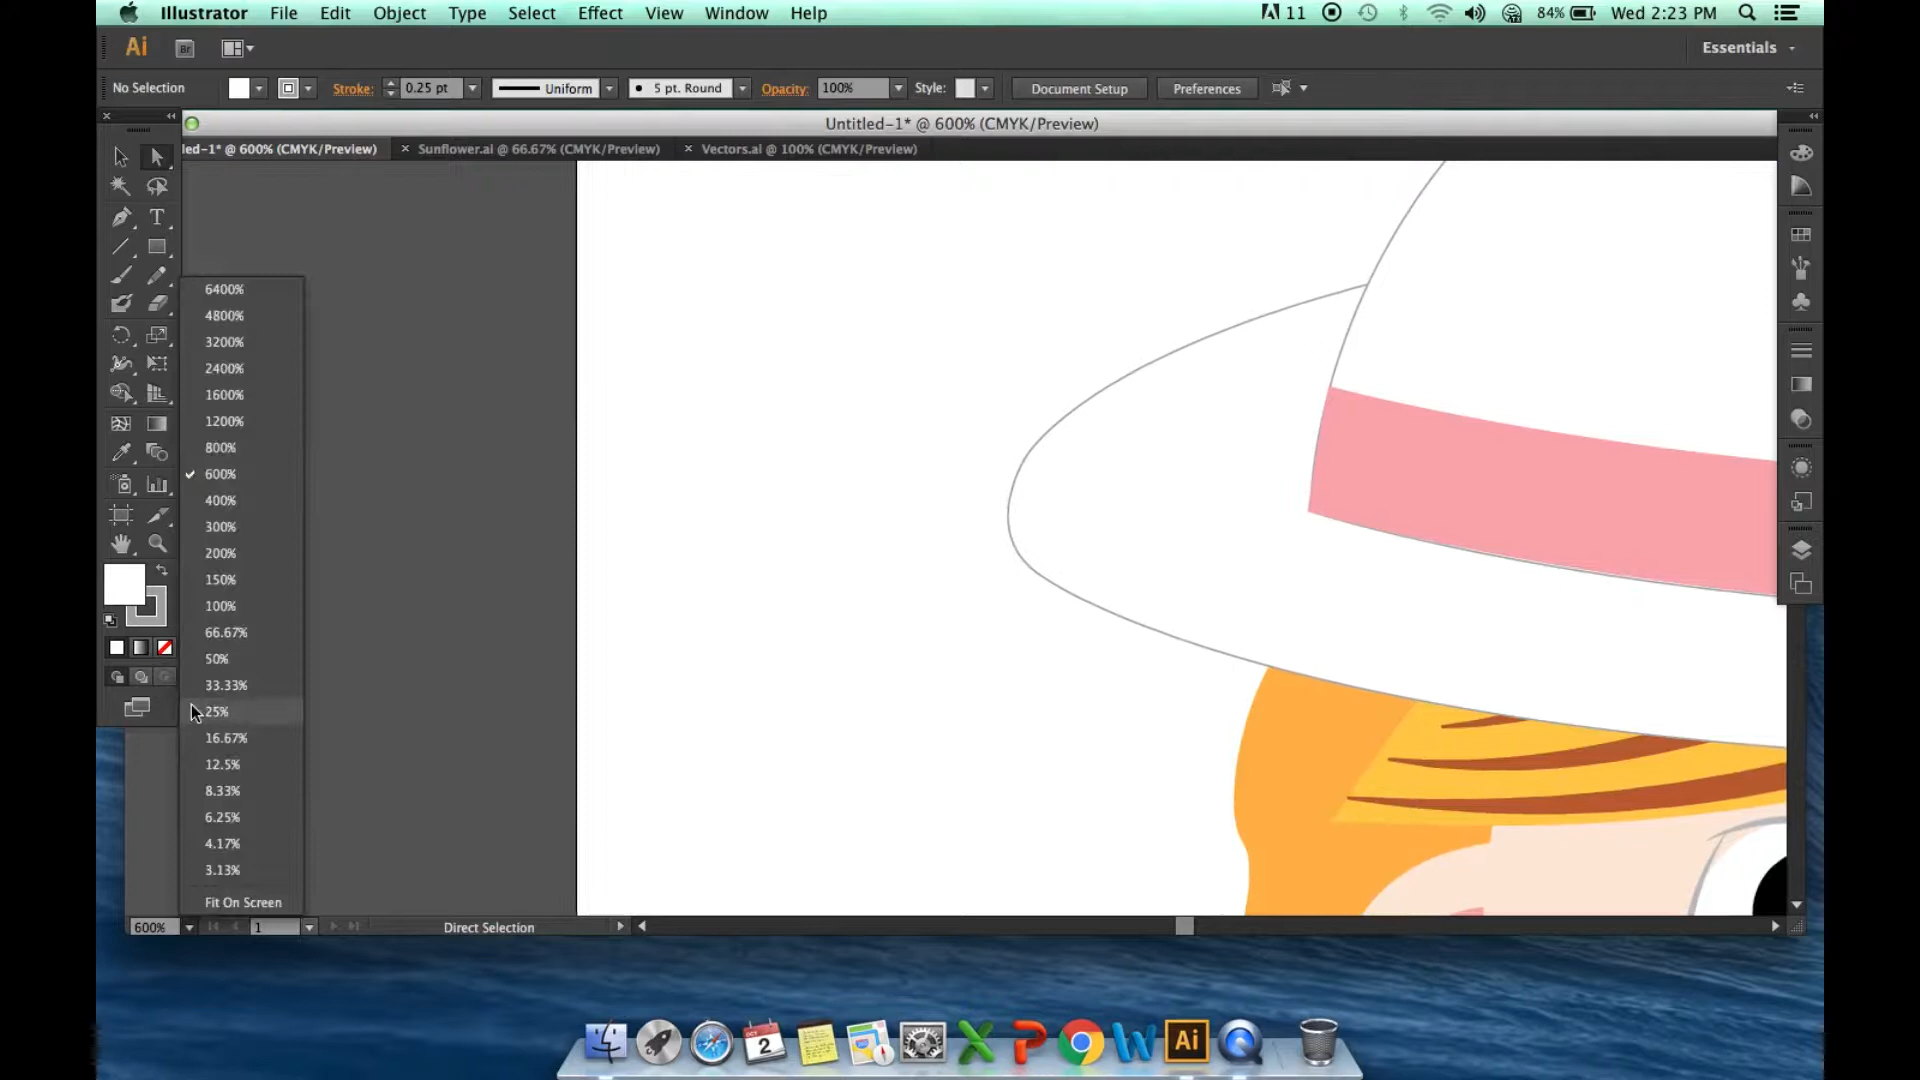 Illustrator File Edit Object Type Select Effect View Window Help 11 84% Wed 2:23 PM
Ai Br Essentials
No Selection Stroke: 0.25 pt Uniform 5 pt. Round Opacity: 100% Style: Document Setup Preferences
Untitled-1* @ 600% (CMYK/Preview)
led-1* @ 600% (CMYK/Preview) Sunflower.ai @ 66.67% (CMYK/Preview) Vectors.ai @ 100% (CMYK/Preview)
T
6400%
4800%
3200%
2400%
1600%
1200%
800%
600%
400%
300%
200%
150%
100%
66.67%
50%
33.33%
25%
16.67%
12.5%
8.33%
6.25%
4.17%
3.13%
Fit On Screen
600% 1 Direct Selection
OCT
2
X P W Ai